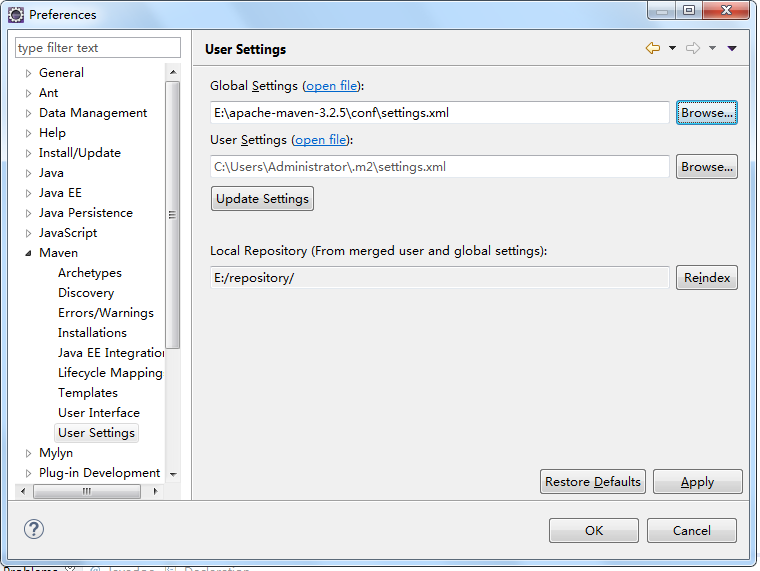 Preferences
type filter text
General
Ant
Data Management
Help
Install/Update
Java
Java EE
Java Persistence
JavaScript
Maven
Archetypes
Discovery
Errors/Warnings
Installations
Java EE Integration
Lifecycle Mapping
Templates
User Interface
User Settings
Mylyn
Plug-in Development
User Settings
Global Settings (open file):
E:\apache-maven-3.2.5\conf\settings.xml Browse...
User Settings (open file):
C:\Users\Administrator\.m2\settings.xml Browse...
Update Settings
Local Repository (From merged user and global settings):
E:/repository/ Reindex
Restore Defaults Apply
? OK Cancel